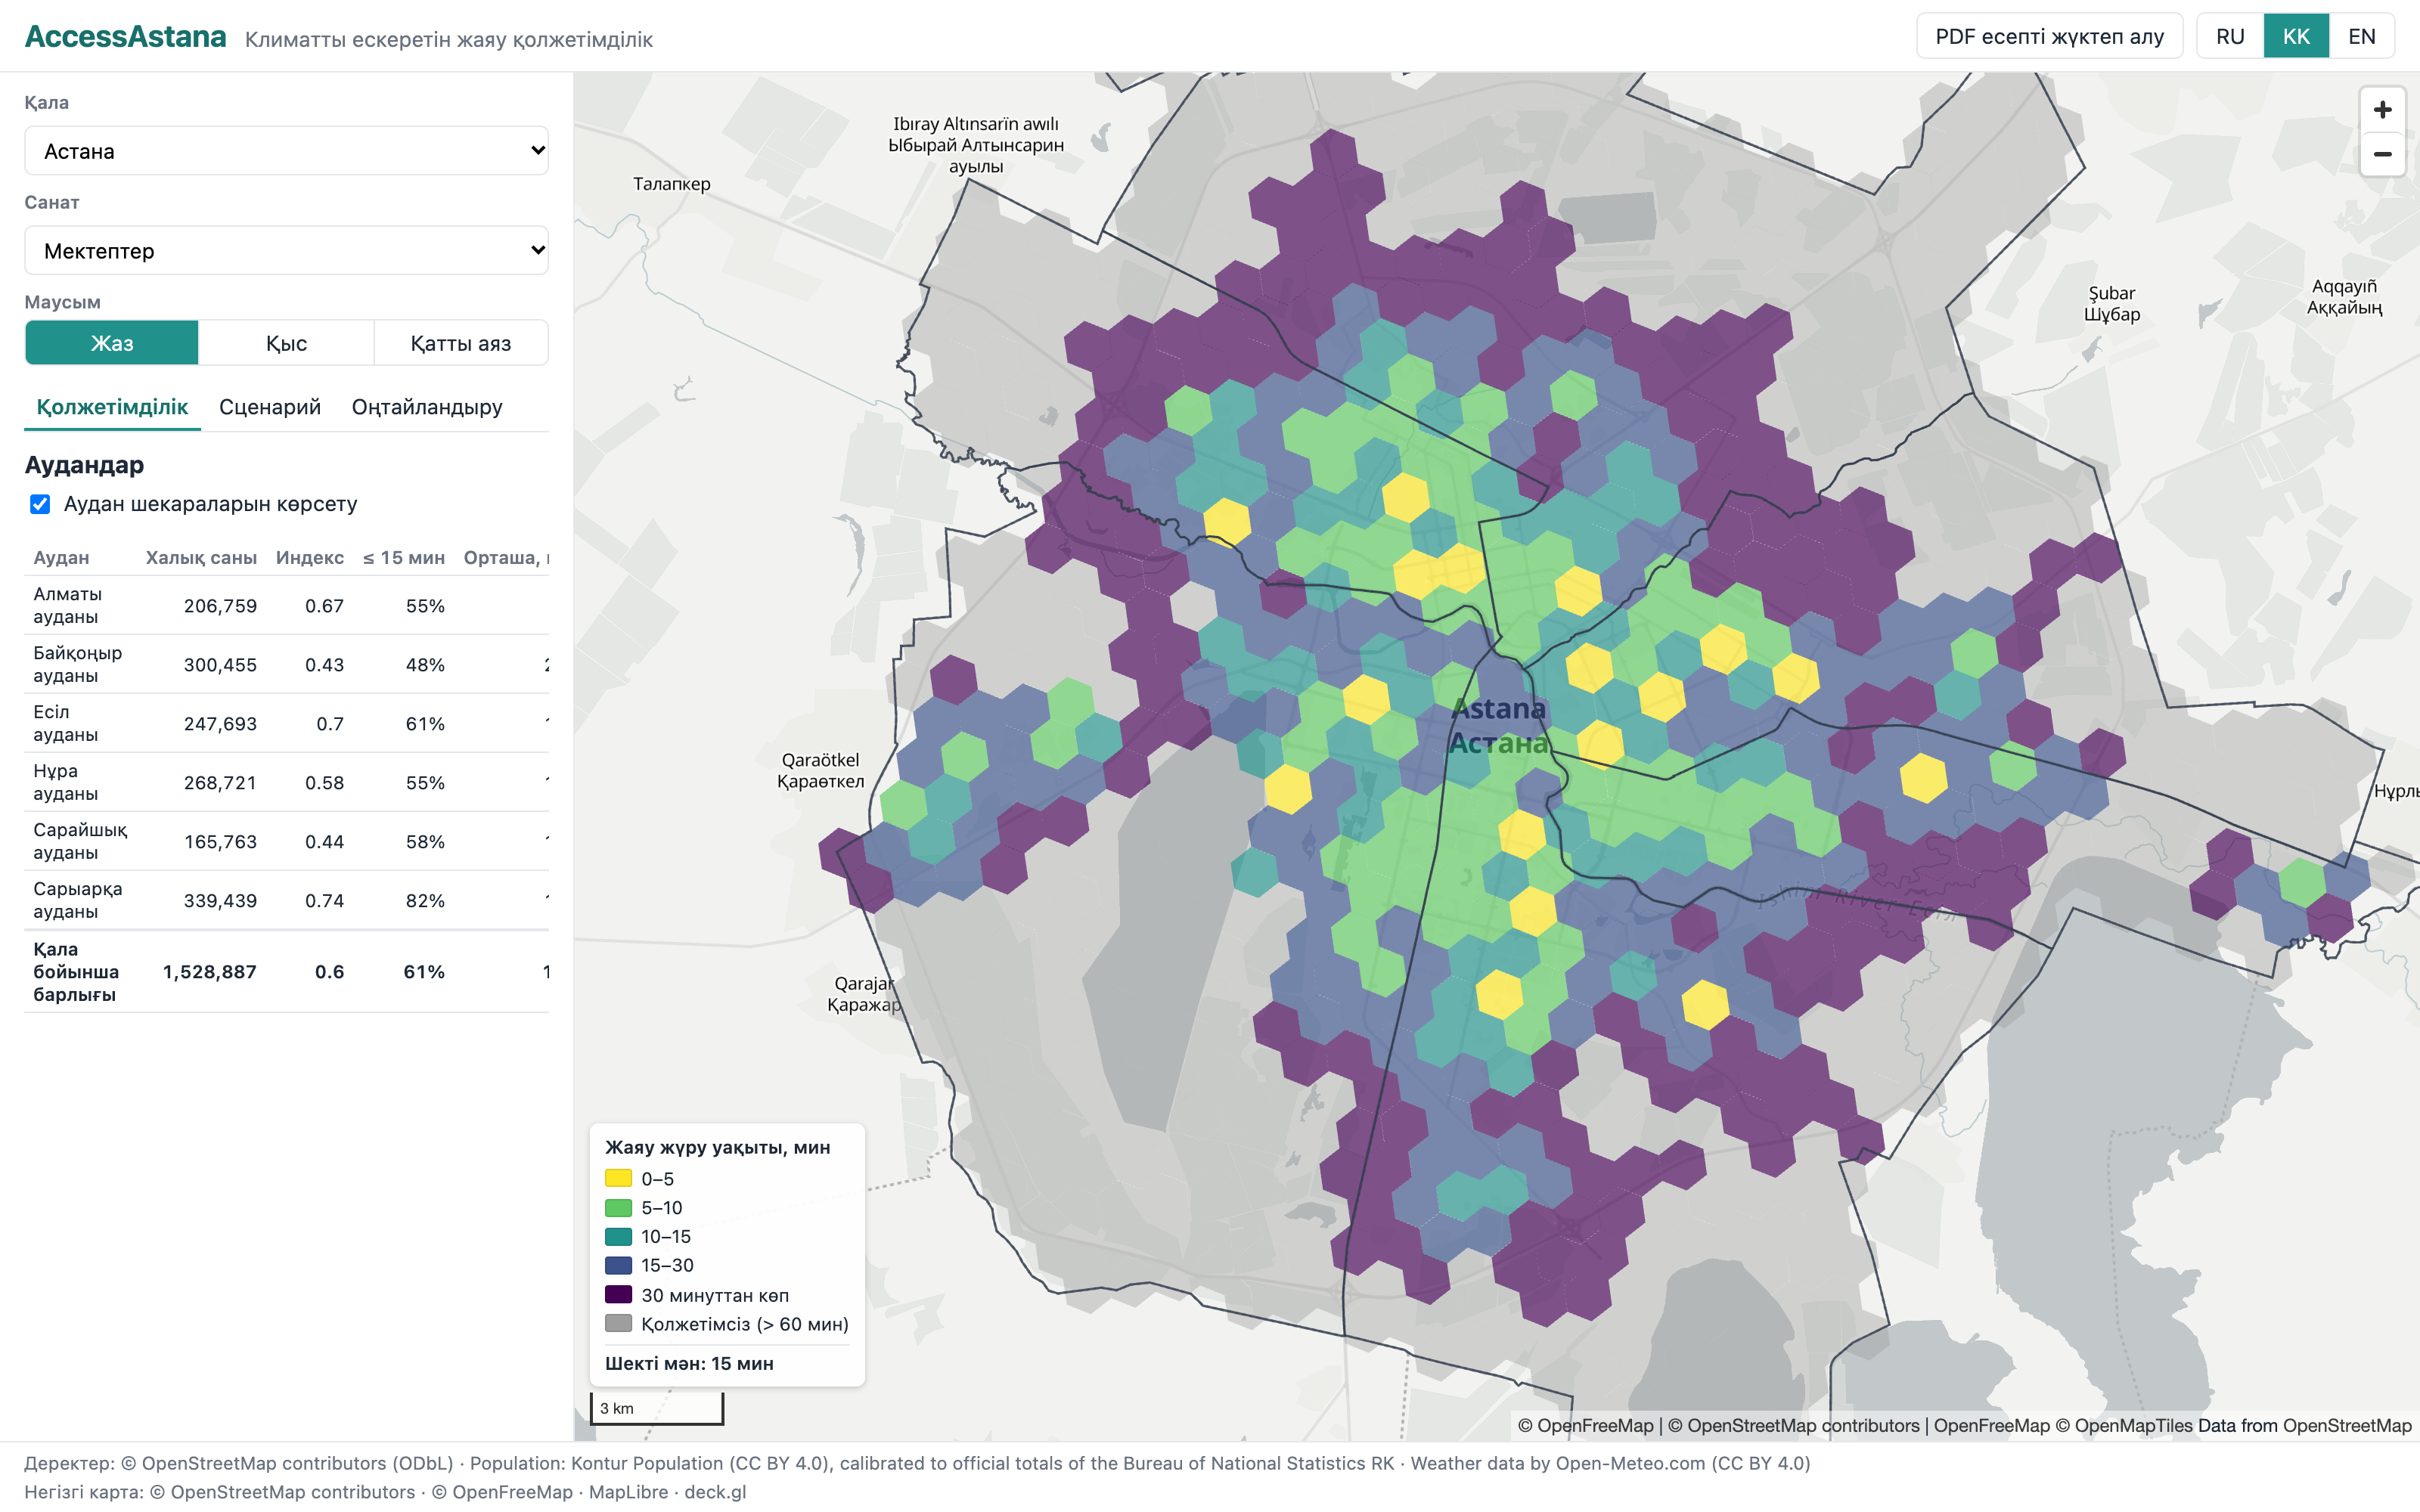 AccessAstana Климатты ескеретін жаяу қолжетімділік
PDF есепті жүктеп алу
RU KK EN
Қала
Астана
Санат
Мектептер
Маусым
Жаз Қыс Қатты аяз
Қолжетімділік Сценарий Оңтайландыру
Аудандар
Аудан шекараларын көрсету
Аудан Халық саны Индекс ≤ 15 мин Орташа,
Алматы ауданы 206,759 0.67 55%
Байқоңыр ауданы 300,455 0.43 48%
Есіл ауданы 247,693 0.7 61%
Нұра ауданы 268,721 0.58 55%
Сарайшық ауданы 165,763 0.44 58%
Сарыарқа ауданы 339,439 0.74 82%
Қала бойынша барлығы 1,528,887 0.6 61% 1
Ibıray Altınsarïn awılı
Ыбырай Алтынсарин
ауылы
Талапкер
Şubar
Шұбар
Aqqayıñ
Аққайың
Astana
Астана
Qaraötkel
Қараөткел
Qarajar
Қаражар
Ishim River Есіл
+
−
Жаяу жүру уақыты, мин
0–5
5–10
10–15
15–30
30 минуттан көп
Қолжетімсіз (> 60 мин)
Шекті мән: 15 мин
3 km
© OpenFreeMap | © OpenStreetMap contributors | OpenFreeMap © OpenMapTiles Data from OpenStreetMap
Деректер: © OpenStreetMap contributors (ODbL) · Population: Kontur Population (CC BY 4.0), calibrated to official totals of the Bureau of National Statistics RK · Weather data by Open-Meteo.com (CC BY 4.0)
Негізгі карта: © OpenStreetMap contributors · © OpenFreeMap · MapLibre · deck.gl